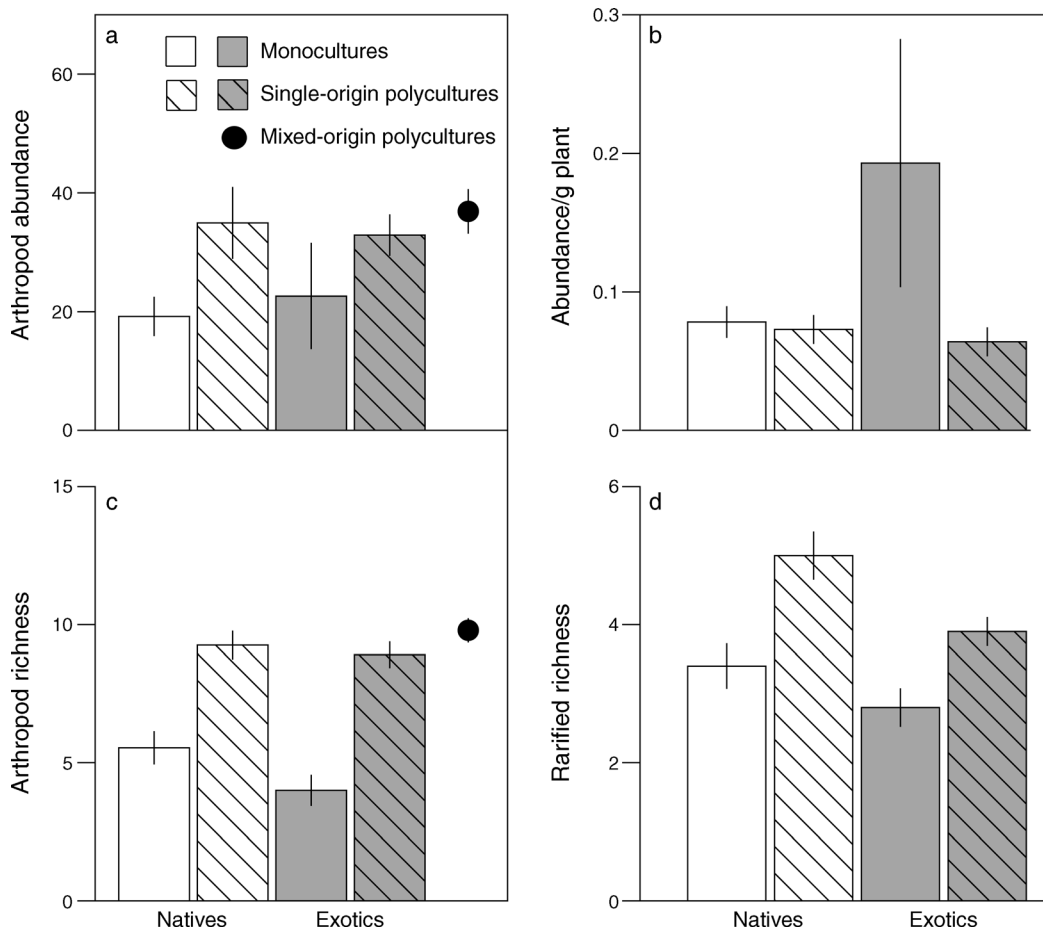 a
Monocultures
Single-origin polycultures
Mixed-origin polycultures
Arthropod abundance
60
40
20
0
b
Abundance/g plant
0.3
0.2
0.1
0
c
Arthropod richness
15
10
5
0
Natives Exotics
d
Rarified richness
6
4
2
0
Natives Exotics